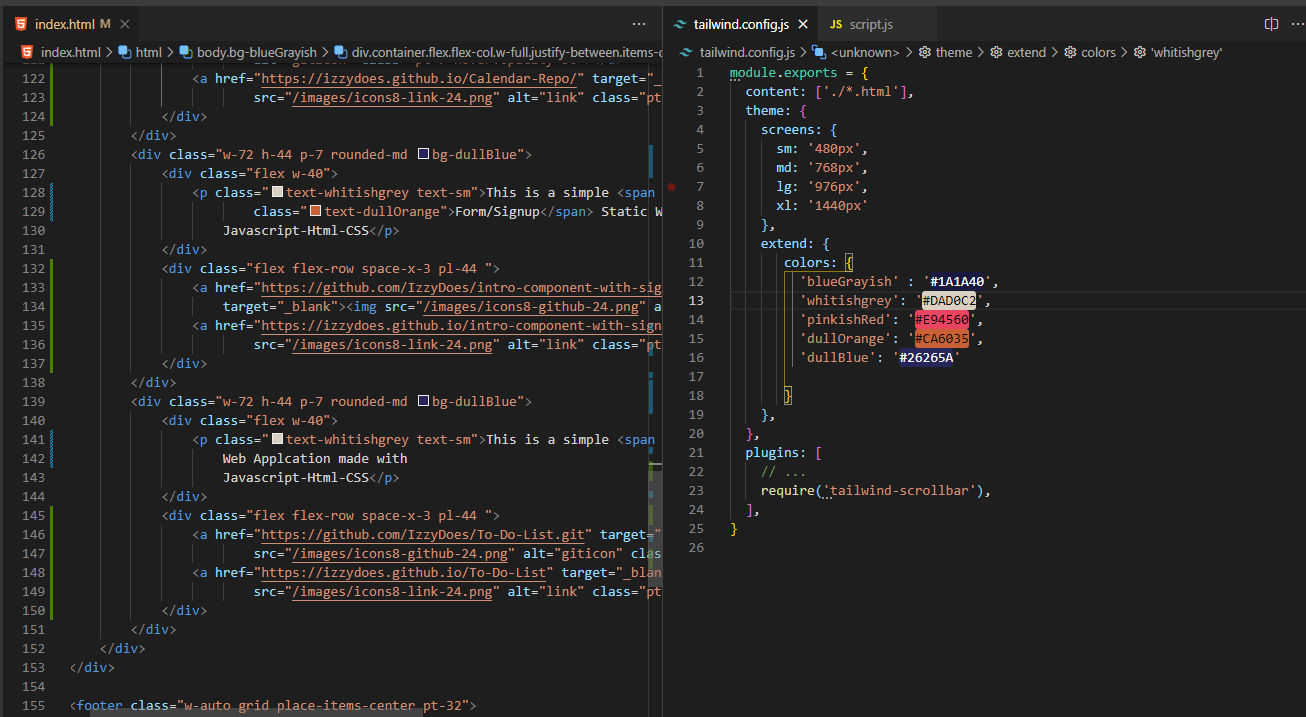 index.html M
tailwind.config.js
JS script.js
index.html > html > body.bg-blueGrayish > div.container.flex.flex-col.w-full.justify-between.items-c
tailwind.config.js > <unknown> > theme > extend > colors > 'whitishgrey'
122 <a href="https://izzydoes.github.io/Calendar-Repo/" target="_
123 src="/images/icons8-link-24.png" alt="link" class="pt
124 </div>
125 </div>
126 <div class="w-72 h-44 p-7 rounded-md bg-dullBlue">
127 <div class="flex w-40">
128 <p class="text-whitishgrey text-sm">This is a simple <span
129 class="text-dullOrange">Form/Signup</span> Static W
130 Javascript-Html-CSS</p>
131 </div>
132 <div class="flex flex-row space-x-3 pl-44 ">
133 <a href="https://github.com/IzzyDoes/intro-component-with-sig
134 target="_blank"><img src="/images/icons8-github-24.png" a
135 <a href="https://izzydoes.github.io/intro-component-with-sign
136 src="/images/icons8-link-24.png" alt="link" class="pt
137 </div>
138 </div>
139 <div class="w-72 h-44 p-7 rounded-md bg-dullBlue">
140 <div class="flex w-40">
141 <p class="text-whitishgrey text-sm">This is a simple <span
142 Web Applcation made with
143 Javascript-Html-CSS</p>
144 </div>
145 <div class="flex flex-row space-x-3 pl-44 ">
146 <a href="https://github.com/IzzyDoes/To-Do-List.git" target="_
147 src="/images/icons8-github-24.png" alt="giticon" clas
148 <a href="https://izzydoes.github.io/To-Do-List" target="_blan
149 src="/images/icons8-link-24.png" alt="link" class="pt
150 </div>
151 </div>
152 </div>
153 </div>
154
155 <footer class="w-auto grid place-items-center pt-32">
1 module.exports = {
2 content: ['./*.html'],
3 theme: {
4 screens: {
5 sm: '480px',
6 md: '768px',
7 lg: '976px',
8 xl: '1440px'
9 },
10 extend: {
11 colors: {
12 'blueGrayish' : '#1A1A40',
13 'whitishgrey': '#DAD0C2',
14 'pinkishRed': '#E94560',
15 'dullOrange': '#CA6035',
16 'dullBlue': '#26265A'
17
18 }
19 },
20 },
21 plugins: [
22 // ...
23 require('tailwind-scrollbar'),
24 ],
25 }
26